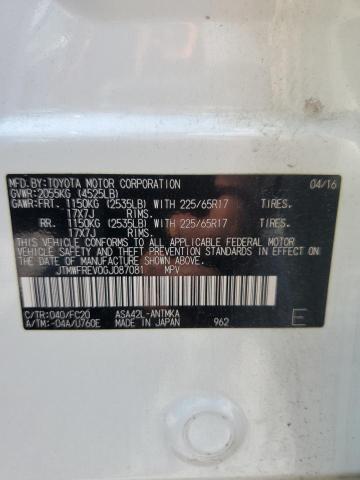 MFD.BY:TOYOTA MOTOR CORPORATION 04/16
GVWR:2055KG (4525LB)
GAWR:FRT. 1150KG (2535LB) WITH 225/65R17 TIRES.
17X7J RIMS.
RR. 1150KG (2535LB) WITH 225/65R17 TIRES.
17X7J RIMS.
THIS VEHICLE CONFORMS TO ALL APPLICABLE FEDERAL MOTOR
VEHICLE SAFETY STANDARDS IN EFFECT ON THE DATE OF
MANUFACTURE SHOWN ABOVE.
JTMWFREV0GJ087081 MPV
C/TR:040/FC20 ASA42L-ANTMKA
A/TM:-04A/U760E MADE IN JAPAN 962 E